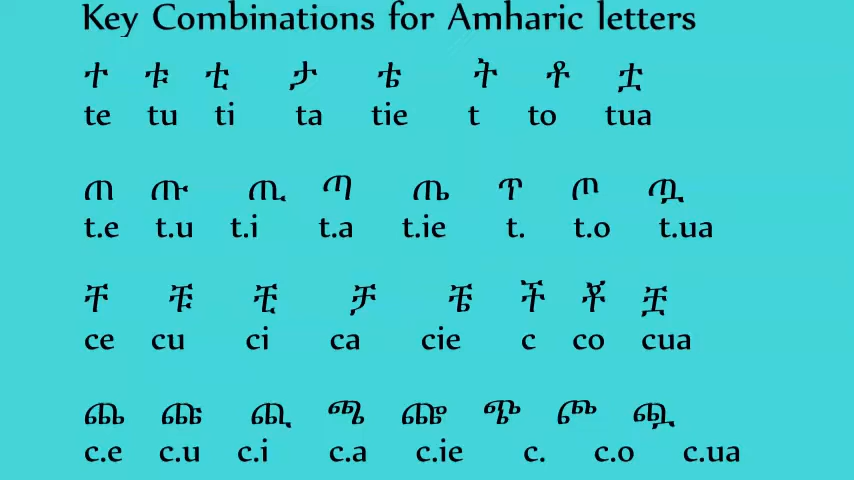 Key Combinations for Amharic letters
ተ ቱ ቲ ታ ቴ ት ቶ ቷ
te tu ti ta tie t to tua
ጠ ጡ ጢ ጣ ጤ ጥ ጦ ጧ
t.e t.u t.i t.a t.ie t. t.o t.ua
ቸ ቹ ቺ ቻ ቼ ች ቾ ቿ
ce cu ci ca cie c co cua
ጨ ጩ ጪ ጫ ጬ ጭ ጮ ጯ
c.e c.u c.i c.a c.ie c. c.o c.ua